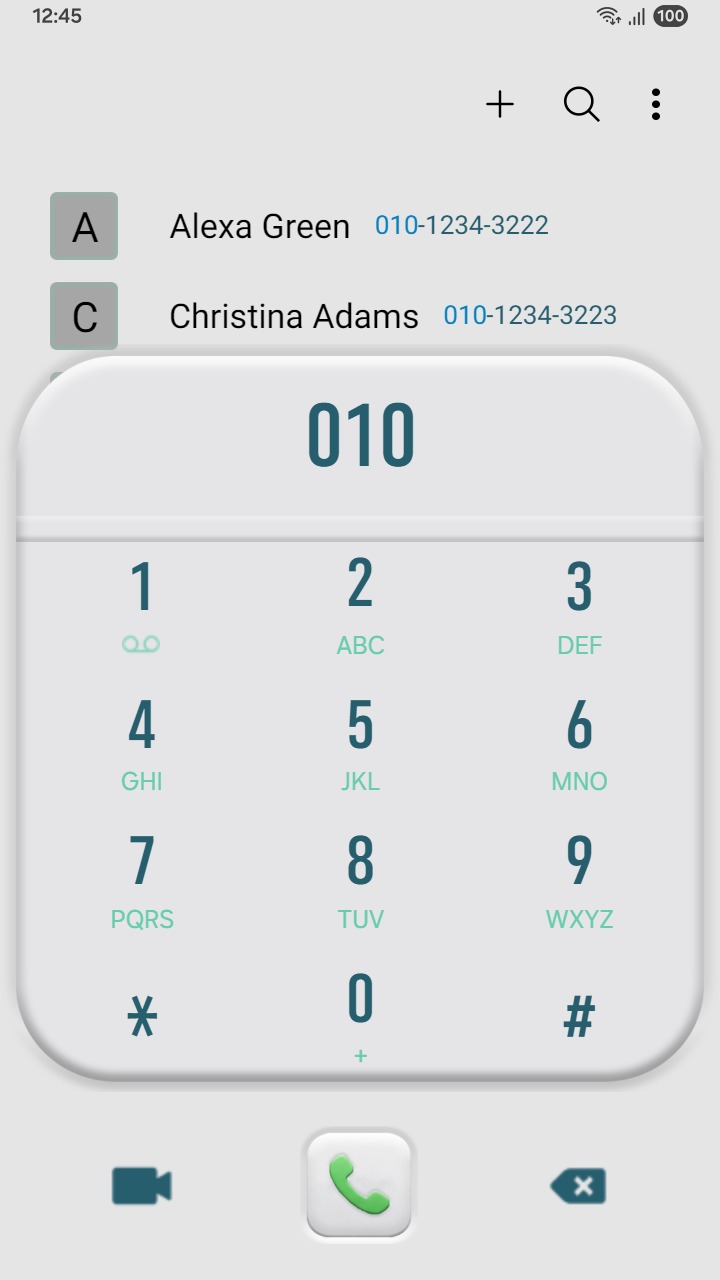 12:45 100
A Alexa Green 010-1234-3222
C Christina Adams 010-1234-3223
010
1 2 3
ABC DEF
4 5 6
GHI JKL MNO
7 8 9
PQRS TUV WXYZ
* 0 #
+